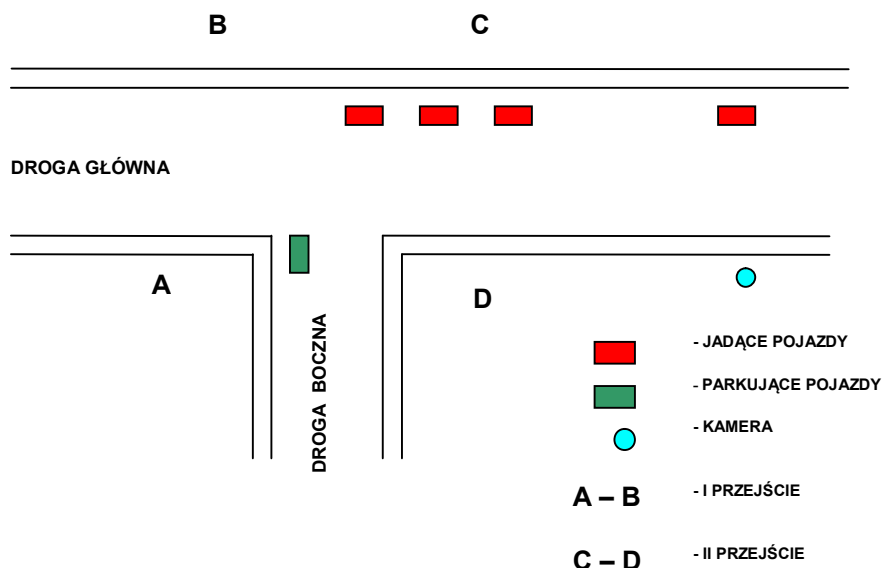 B C
DROGA GŁÓWNA
A
D
DROGA BOCZNA
- JADĄCE POJAZDY
- PARKUJĄCE POJAZDY
- KAMERA
A – B - I PRZEJŚCIE
C – D - II PRZEJŚCIE